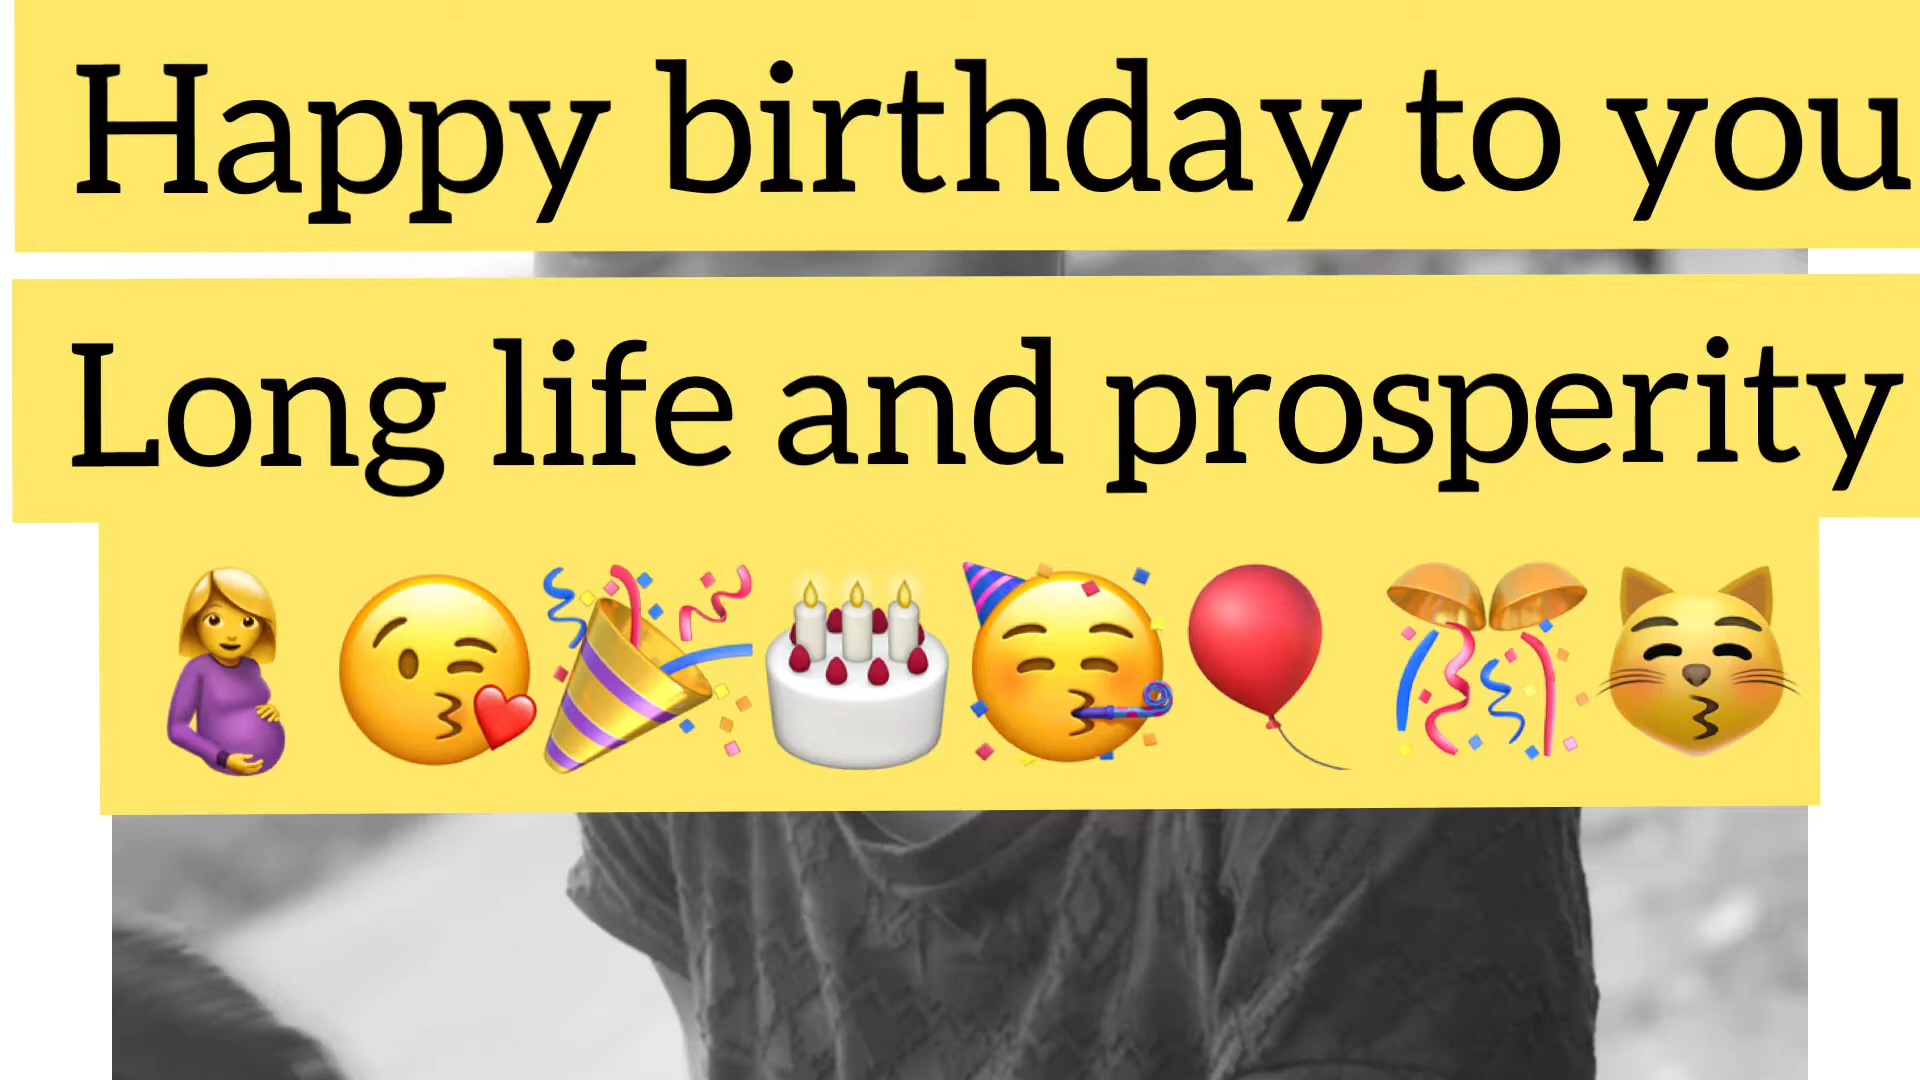 Happy birthday to you
Long life and prosperity
🤰😘🎉🎂🥳🎈🎊😽